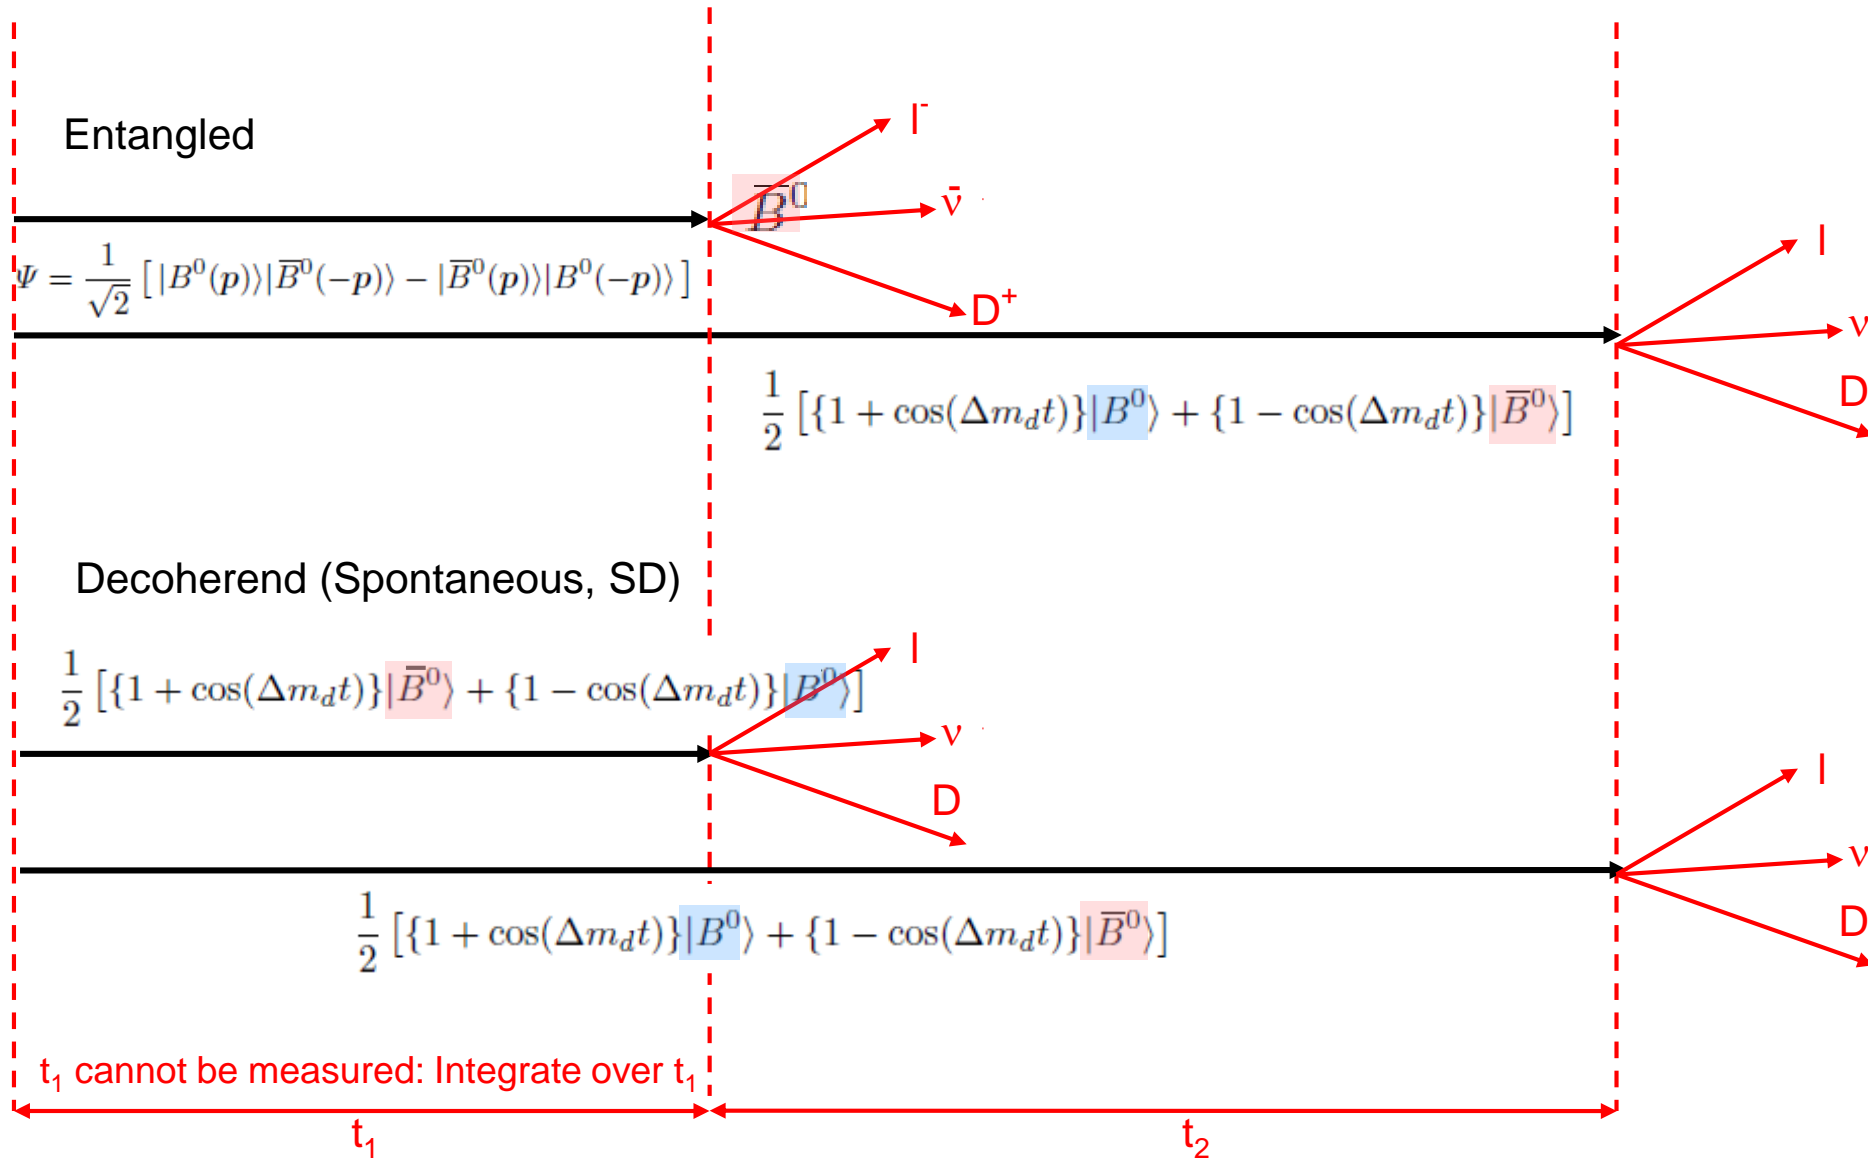 Entangled
l⁻
B̅⁰
ν̄
Ψ = 1/√2 [ |B⁰(p)⟩|B̅⁰(-p)⟩ − |B̅⁰(p)⟩|B⁰(-p)⟩ ]
D⁺
l
ν
D
1/2 [{1 + cos(Δm_d t)}|B⁰⟩ + {1 − cos(Δm_d t)}|B̅⁰⟩]
Decoherend (Spontaneous, SD)
l
1/2 [{1 + cos(Δm_d t)}|B̅⁰⟩ + {1 − cos(Δm_d t)}|B⁰⟩]
ν
D
l
ν
D
1/2 [{1 + cos(Δm_d t)}|B⁰⟩ + {1 − cos(Δm_d t)}|B̅⁰⟩]
t₁ cannot be measured: Integrate over t₁
t₁
t₂